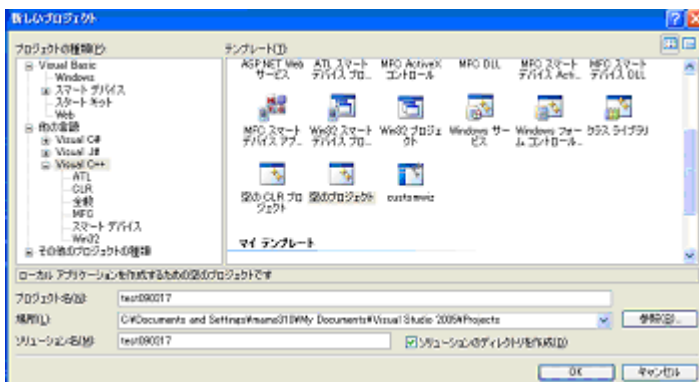 新しいプロジェクト
プロジェクトの種類(P):
テンプレート(T):
Visual Basic
Windows
スマート デバイス
スタート キット
Web
他の言語
Visual C#
Visual J#
Visual C++
ATL
CLR
全般
MFC
スマート デバイス
Win32
その他のプロジェクトの種類
ASP.NET Web サービス
ATL スマート デバイス プロ...
MFC ActiveX コントロール
MFC DLL
MFC スマート デバイス Acti...
MFC スマート デバイス DLL
MFC スマート デバイス アプ...
Win32 スマート デバイス プロ...
Win32 プロジェクト
Windows サービス
Windows フォーム コントロール...
クラス ライブラリ
空の CLR プロジェクト
空のプロジェクト
customwiz
マイ テンプレート
ローカル アプリケーションを作成するための空のプロジェクトです
プロジェクト名(N):
test090217
場所(L):
C:¥Documents and Settings¥mams310¥My Documents¥Visual Studio 2005¥Projects
参照(B)...
ソリューション名(M):
test090217
ソリューションのディレクトリを作成(D)
OK
キャンセル